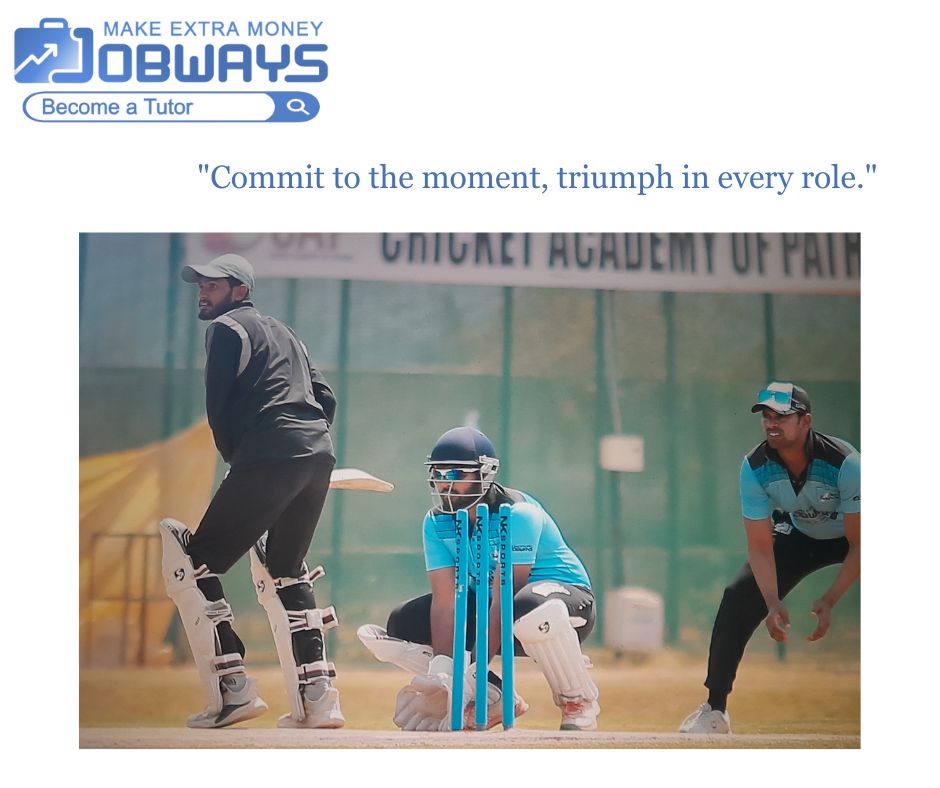 MAKE EXTRA MONEY
JOBWAYS
Become a Tutor
"Commit to the moment, triumph in every role."
CRICKET ACADEMY OF
NK SPORTS NK SPORTS NK SPORTS